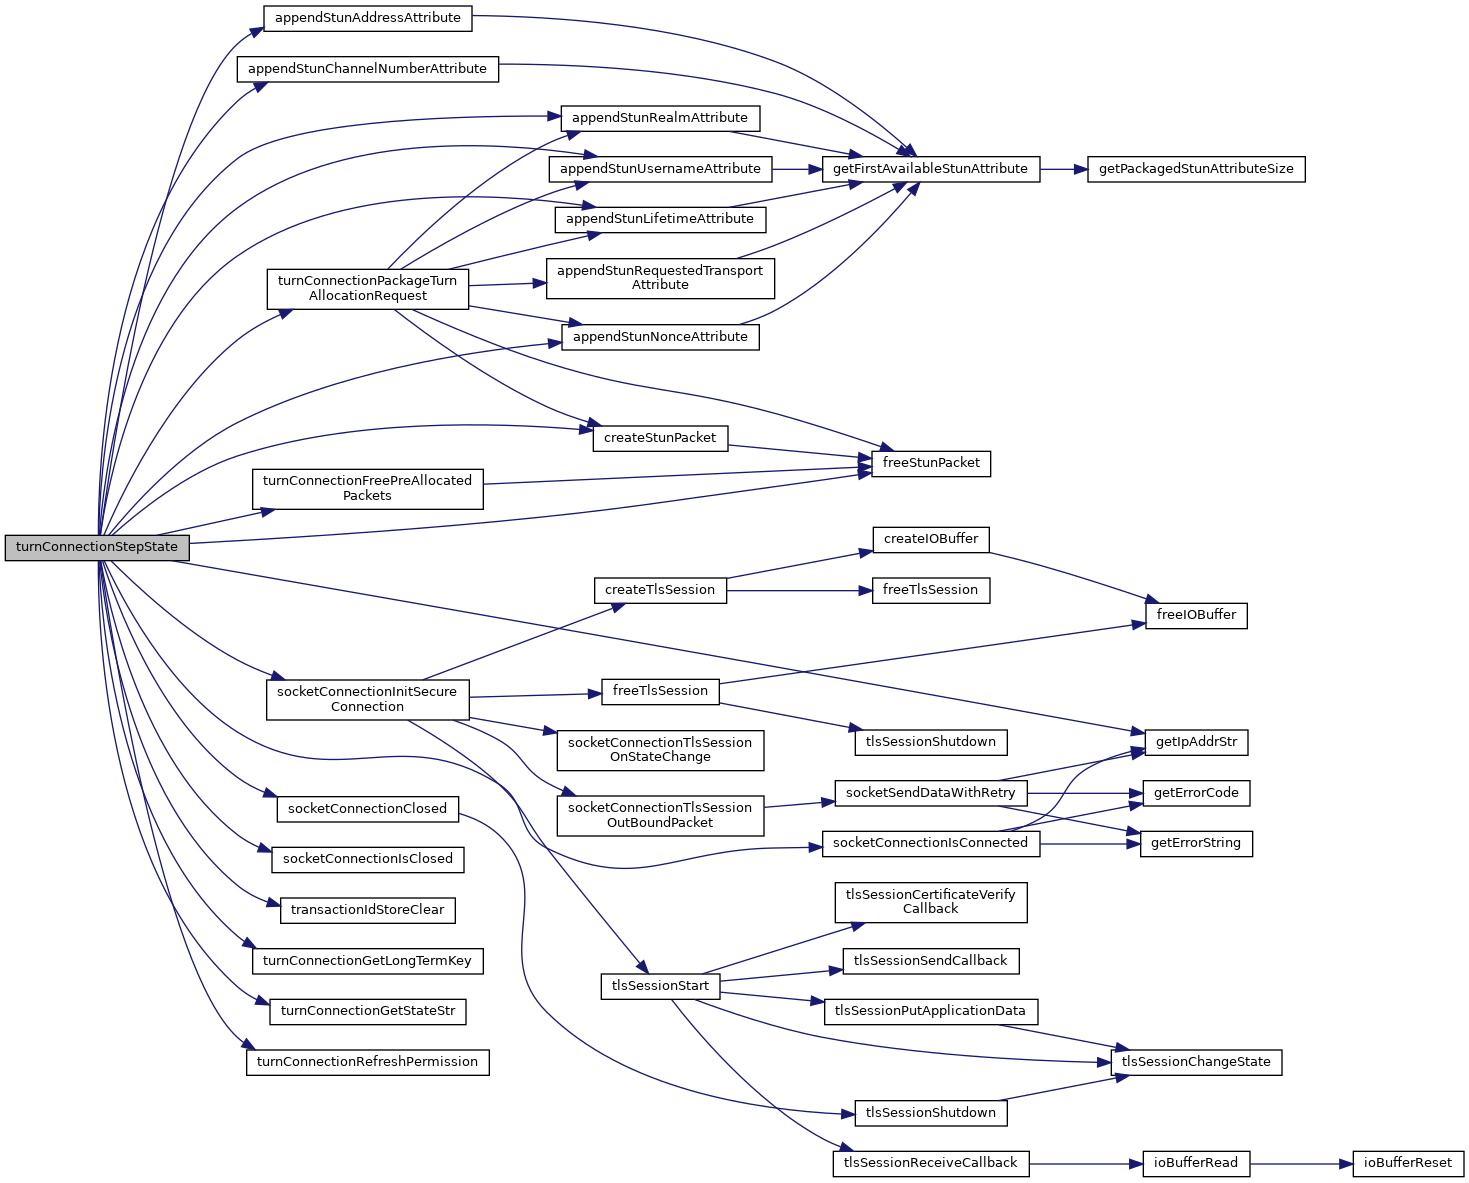 appendStunAddressAttribute
appendStunChannelNumberAttribute
appendStunRealmAttribute
appendStunUsernameAttribute
getFirstAvailableStunAttribute
getPackagedStunAttributeSize
appendStunLifetimeAttribute
turnConnectionPackageTurn
AllocationRequest
appendStunRequestedTransport
Attribute
appendStunNonceAttribute
createStunPacket
freeStunPacket
turnConnectionFreePreAllocated
Packets
turnConnectionStepState
createIOBuffer
createTlsSession
freeTlsSession
freeIOBuffer
socketConnectionInitSecure
Connection
freeTlsSession
socketConnectionTlsSession
OnStateChange
tlsSessionShutdown
getIpAddrStr
socketConnectionClosed
socketConnectionTlsSession
OutBoundPacket
socketSendDataWithRetry
getErrorCode
socketConnectionIsClosed
socketConnectionIsConnected
getErrorString
transactionIdStoreClear
tlsSessionCertificateVerify
Callback
turnConnectionGetLongTermKey
tlsSessionSendCallback
tlsSessionStart
turnConnectionGetStateStr
tlsSessionPutApplicationData
turnConnectionRefreshPermission
tlsSessionChangeState
tlsSessionShutdown
tlsSessionReceiveCallback
ioBufferRead
ioBufferReset